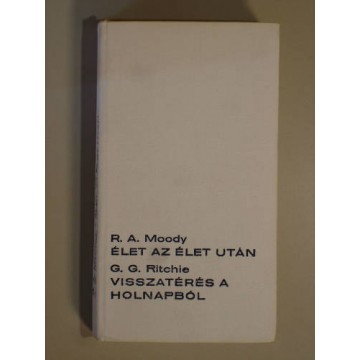 R. A. Moody
ÉLET AZ ÉLET UTÁN
G. G. Ritchie
VISSZATÉRÉS A
HOLNAPBÓL